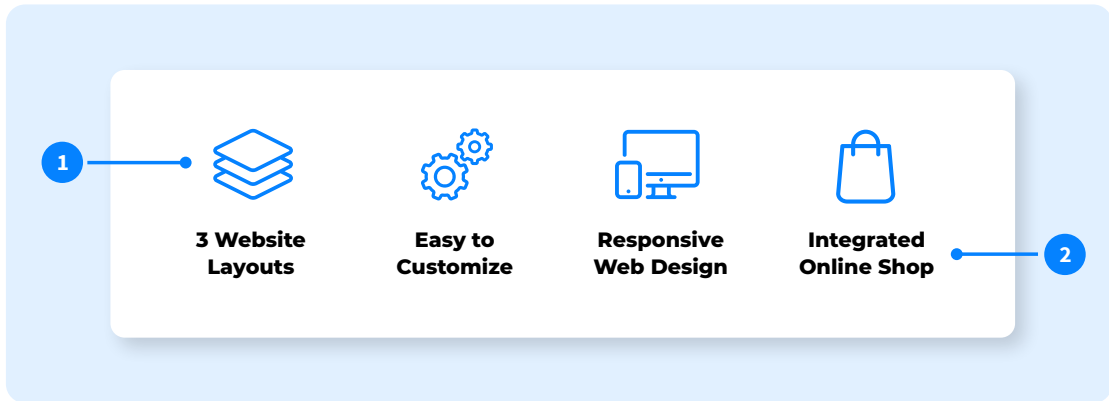 1
3 Website
Layouts
Easy to
Customize
Responsive
Web Design
Integrated
Online Shop
2